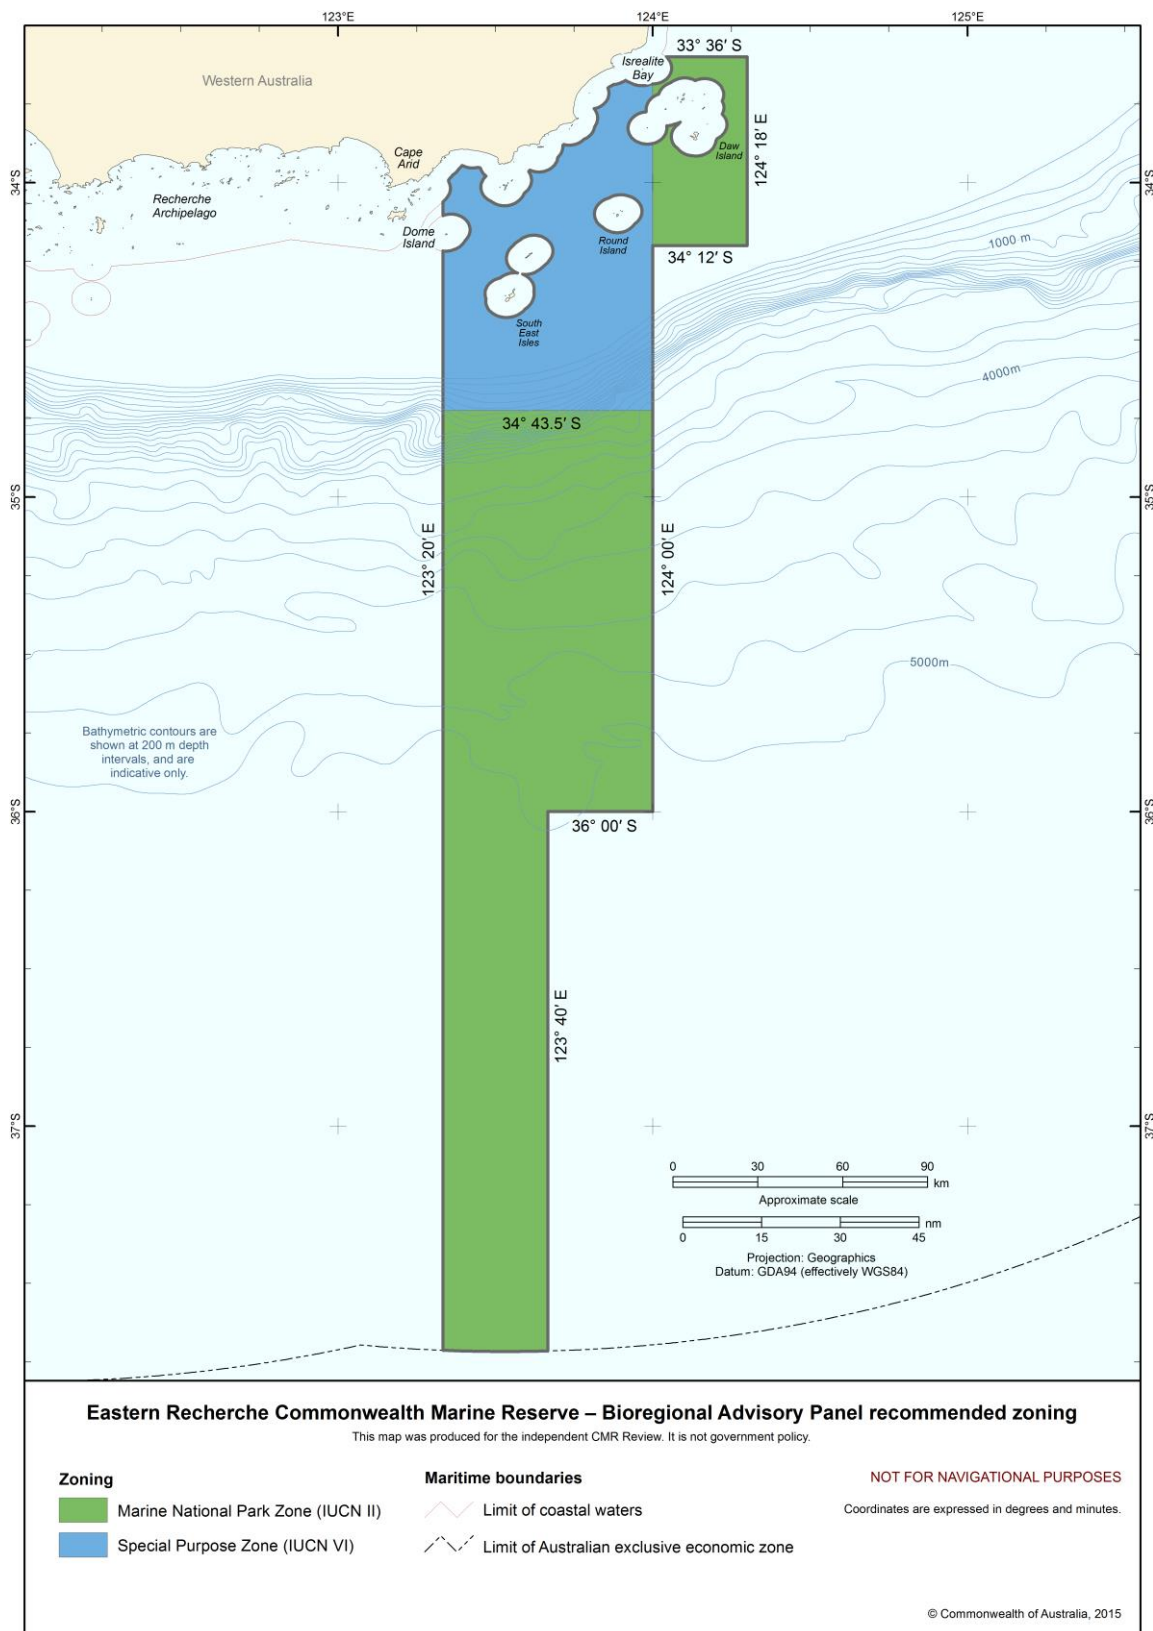 123°E
124°E
125°E
33° 36' S
Isrealite
Bay
Western Australia
124° 18' E
Daw
Island
Cape
Arid
34°S
34°S
Recherche
Archipelago
Dome
Island
Round
Island
34° 12' S
1000 m
South
East
Isles
4000m
34° 43.5' S
35°S
35°S
123° 20' E
124° 00' E
5000m
Bathymetric contours are
shown at 200 m depth
intervals, and are
indicative only.
36°S
36°S
36° 00' S
123° 40' E
37°S
37°S
0 30 60 90
km
Approximate scale
nm
0 15 30 45
Projection: Geographics
Datum: GDA94 (effectively WGS84)
Eastern Recherche Commonwealth Marine Reserve – Bioregional Advisory Panel recommended zoning
This map was produced for the independent CMR Review. It is not government policy.
Zoning
Marine National Park Zone (IUCN II)
Special Purpose Zone (IUCN VI)
Maritime boundaries
Limit of coastal waters
Limit of Australian exclusive economic zone
NOT FOR NAVIGATIONAL PURPOSES
Coordinates are expressed in degrees and minutes.
© Commonwealth of Australia, 2015